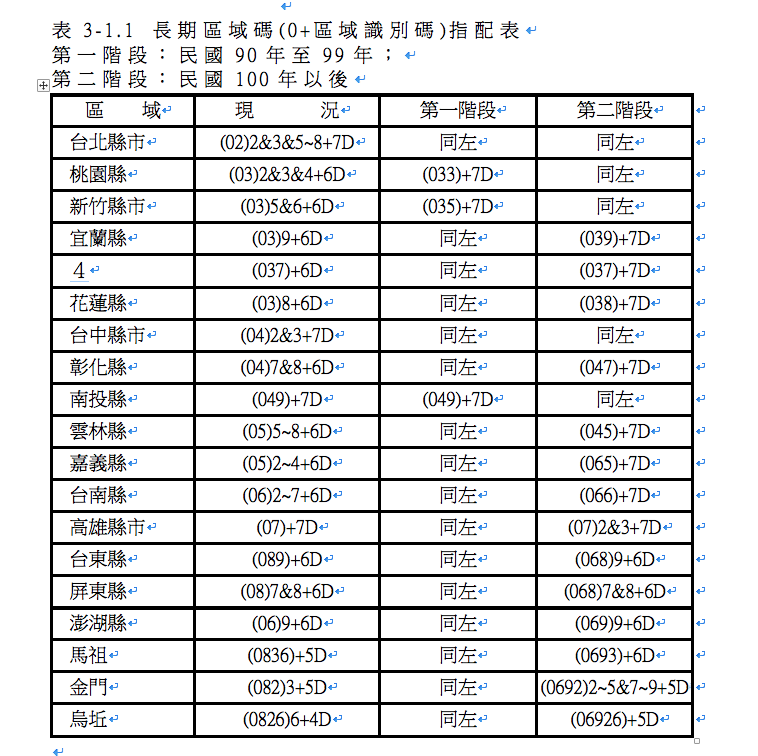 表 3-1.1 長期區域碼(0+區域識別碼)指配表
第一階段：民國 90 年至 99 年；
第二階段：民國 100 年以後
區 域 現 況 第一階段 第二階段
台北縣市 (02)2&3&5~8+7D 同左 同左
桃園縣 (03)2&3&4+6D (033)+7D 同左
新竹縣市 (03)5&6+6D (035)+7D 同左
宜蘭縣 (03)9+6D 同左 (039)+7D
4 (037)+6D 同左 (037)+7D
花蓮縣 (03)8+6D 同左 (038)+7D
台中縣市 (04)2&3+7D 同左 同左
彰化縣 (04)7&8+6D 同左 (047)+7D
南投縣 (049)+7D (049)+7D 同左
雲林縣 (05)5~8+6D 同左 (045)+7D
嘉義縣 (05)2~4+6D 同左 (065)+7D
台南縣 (06)2~7+6D 同左 (066)+7D
高雄縣市 (07)+7D 同左 (07)2&3+7D
台東縣 (089)+6D 同左 (068)9+6D
屏東縣 (08)7&8+6D 同左 (068)7&8+6D
澎湖縣 (06)9+6D 同左 (069)9+6D
馬祖 (0836)+5D 同左 (0693)+6D
金門 (082)3+5D 同左 (0692)2~5&7~9+5D
烏坵 (0826)6+4D 同左 (06926)+5D